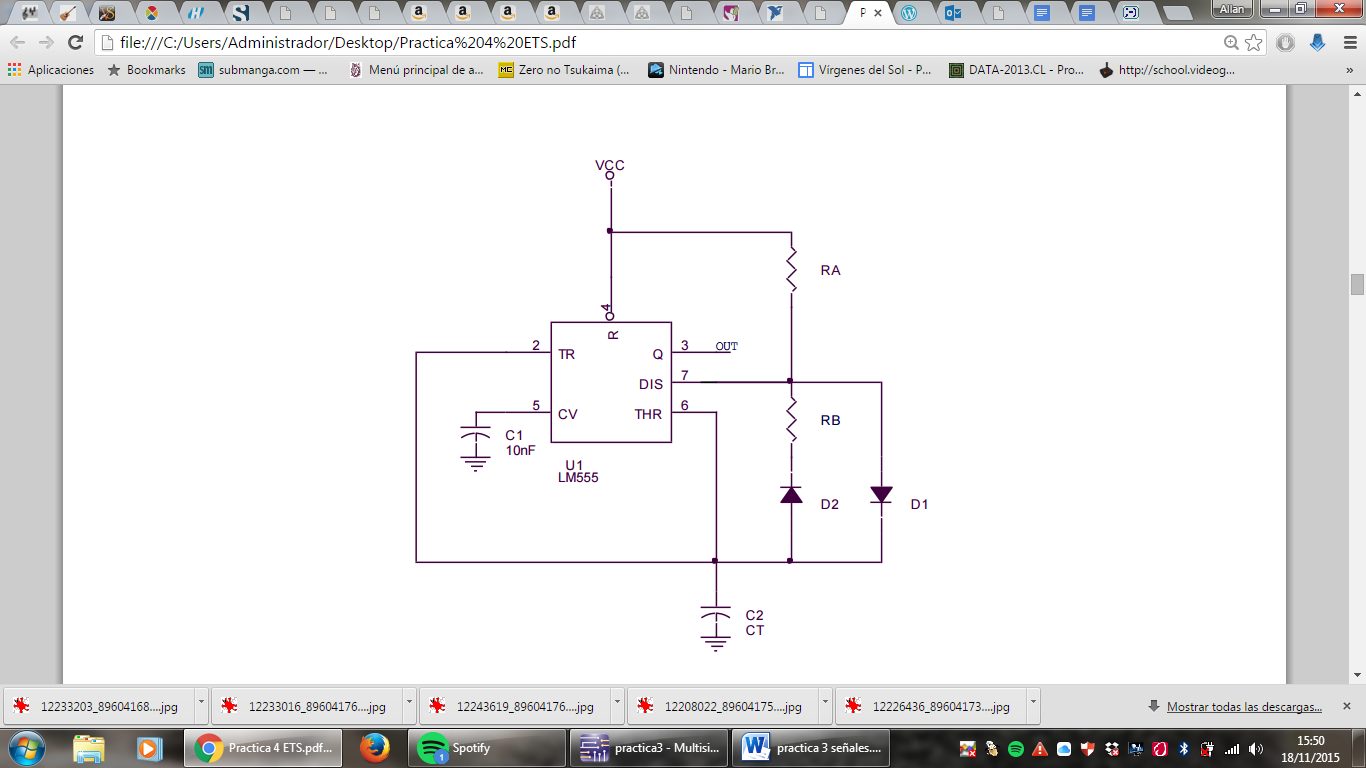 Allan
P
file:///C:/Users/Administrador/Desktop/Practica%204%20ETS.pdf
Aplicaciones
Bookmarks
sm
submanga.com — ...
Menú principal de a...
MC
Zero no Tsukaima (...
Nintendo - Mario Br...
Vírgenes del Sol - P...
DATA-2013.CL - Pro...
http://school.videog...
»
VCC
RA
4
R
2
TR
Q
3
OUT
DIS
7
5
CV
THR
6
RB
C1
10nF
U1
LM555
D2
D1
C2
CT
12233203_89604168....jpg
12233016_89604176....jpg
12243619_89604176....jpg
12208022_89604175....jpg
12226436_89604173....jpg
Mostrar todas las descargas...
Practica 4 ETS.pdf...
Spotify
1
practica3 - Multisi...
practica 3 señales....
15:50
18/11/2015